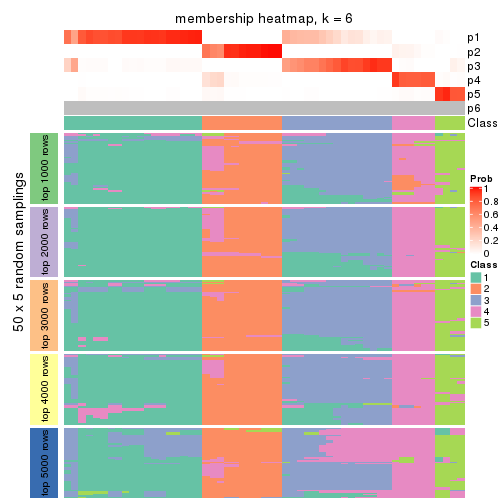 membership heatmap, k = 6
p1
p2
p3
p4
p5
p6
Class
50 x 5 random samplings
top 1000 rows
top 2000 rows
top 3000 rows
top 4000 rows
top 5000 rows
Prob
1
0.8
0.6
0.4
0.2
0
Class
1
2
3
4
5